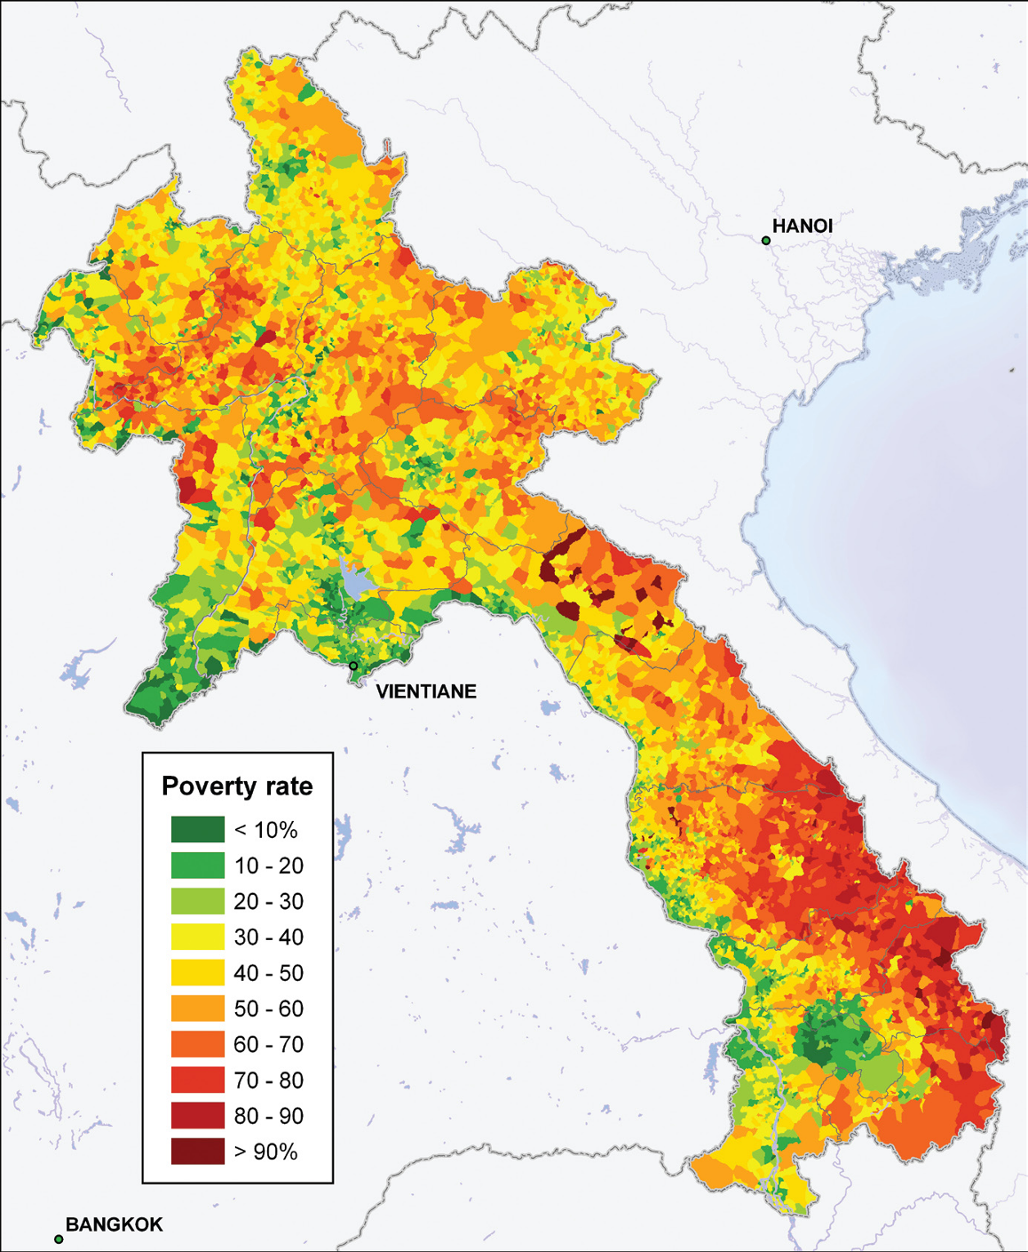 HANOI
VIENTIANE
Poverty rate
< 10%
10 - 20
20 - 30
30 - 40
40 - 50
50 - 60
60 - 70
70 - 80
80 - 90
> 90%
BANGKOK